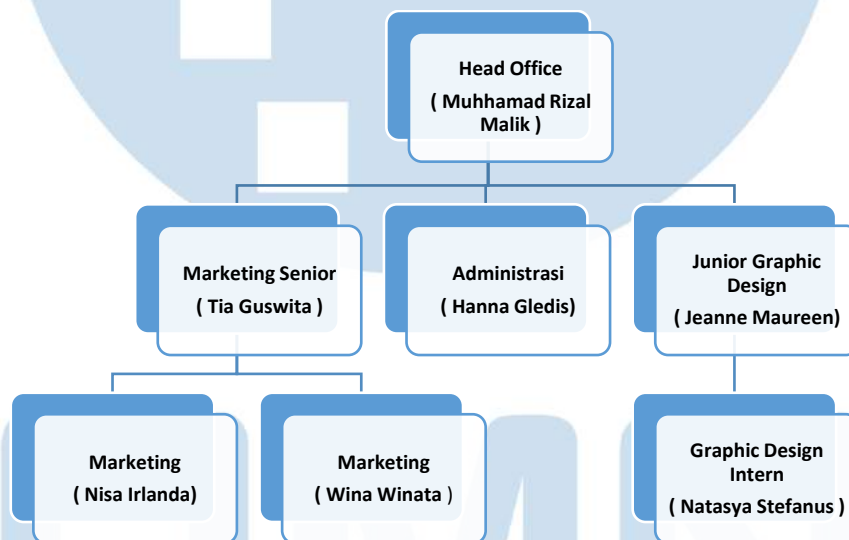 Head Office
( Muhhamad Rizal
Malik )
Marketing Senior
( Tia Guswita )
Administrasi
( Hanna Gledis)
Junior Graphic
Design
( Jeanne Maureen)
Marketing
( Nisa Irlanda)
Marketing
( Wina Winata )
Graphic Design
Intern
( Natasya Stefanus )